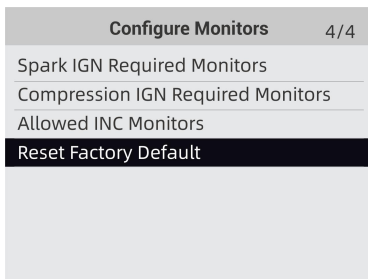 Configure Monitors 4/4
Spark IGN Required Monitors
Compression IGN Required Monitors
Allowed INC Monitors
Reset Factory Default